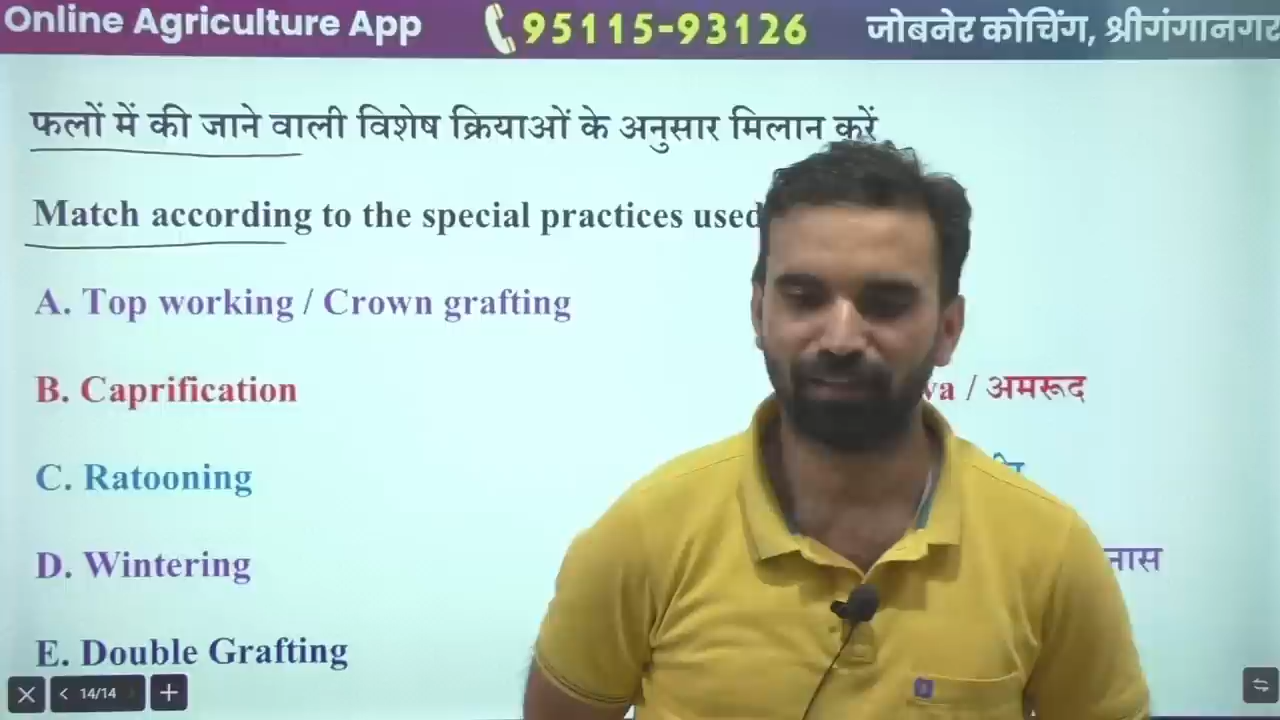 Online Agriculture App 95115-93126 जोबनेर कोचिंग, श्रीगंगानगर
फलों में की जाने वाली विशेष क्रियाओं के अनुसार मिलान करें
Match according to the special practices used
A. Top working / Crown grafting
B. Caprification / अमरूद
C. Ratooning
D. Wintering
E. Double Grafting
14/14